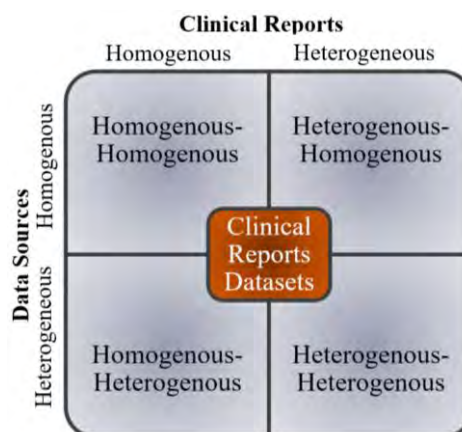 Clinical Reports
Homogenous Heterogeneous
Data Sources
Homogenous
Homogenous-
Homogenous
Heterogenous-
Homogenous
Clinical
Reports
Datasets
Heterogeneous
Homogenous-
Heterogenous
Heterogenous-
Heterogenous